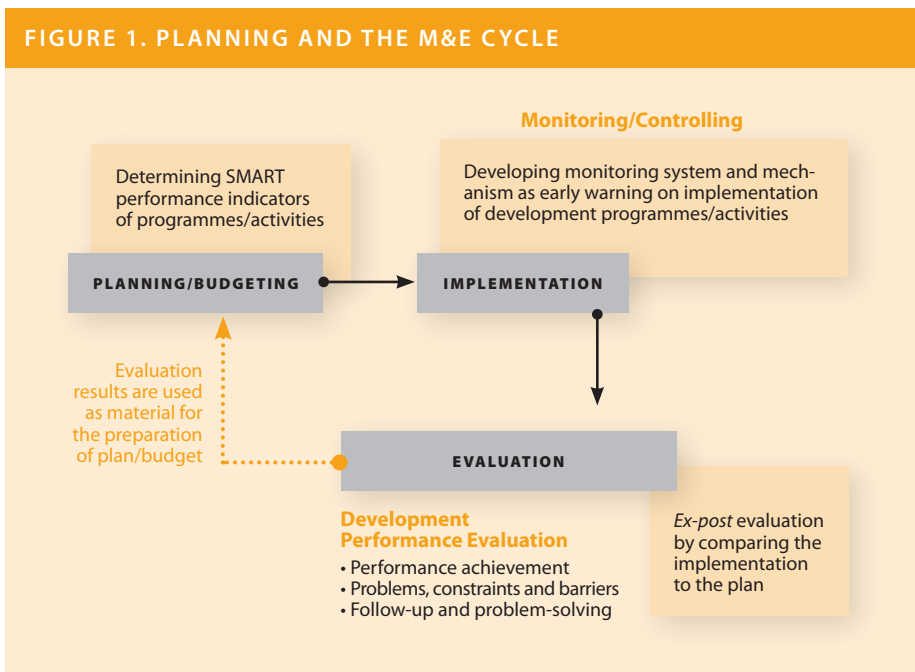 FIGURE 1. PLANNING AND THE M&E CYCLE
Monitoring/Controlling
Determining SMART
performance indicators
of programmes/activities
Developing monitoring system and mech-
anism as early warning on implementation
of development programmes/activities
PLANNING/BUDGETING
IMPLEMENTATION
Evaluation
results are used
as material for
the preparation
of plan/budget
EVALUATION
Development
Performance Evaluation
• Performance achievement
• Problems, constraints and barriers
• Follow-up and problem-solving
Ex-post evaluation
by comparing the
implementation
to the plan